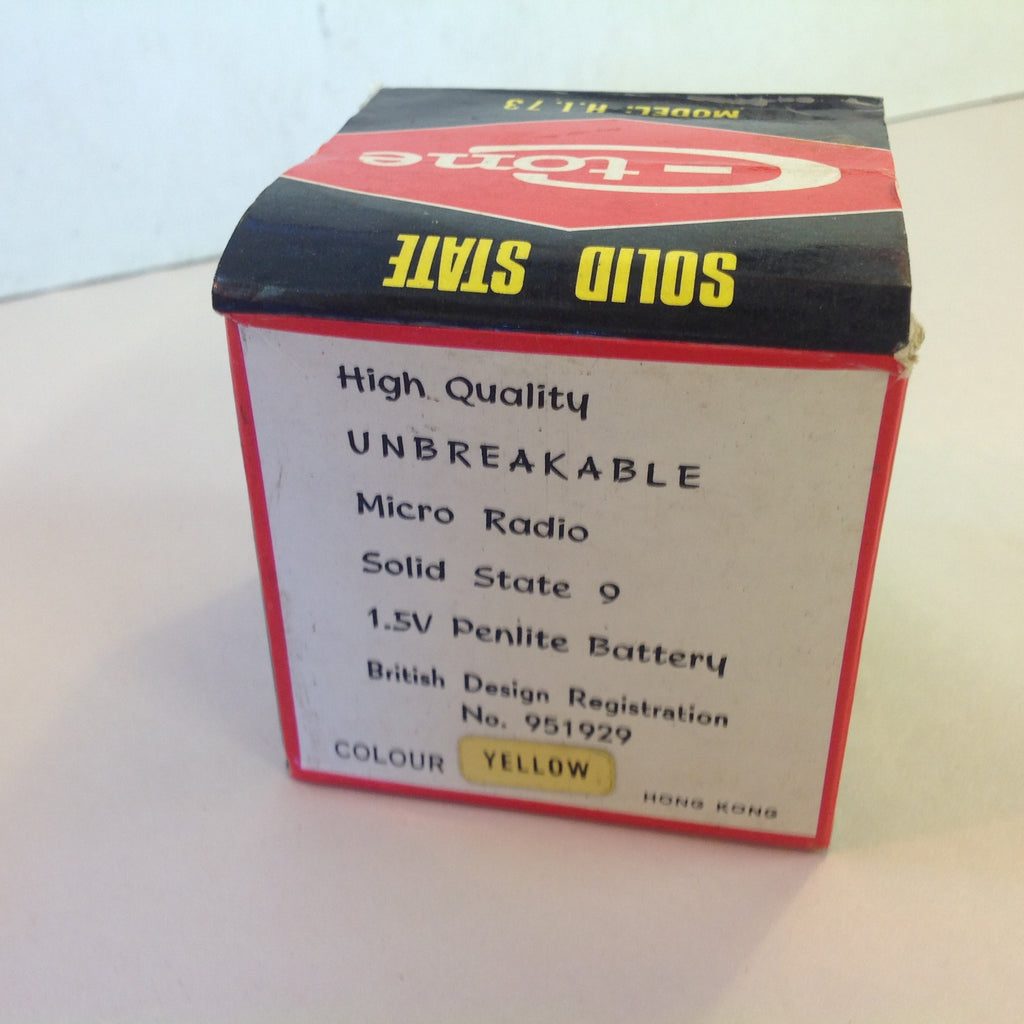 MODEL: H.I. 73
e-tone
SOLID STATE
High Quality
UNBREAKABLE
Micro Radio
Solid State 9
1.5V Penlite Battery
British Design Registration
No. 951929
COLOUR YELLOW
HONG KONG